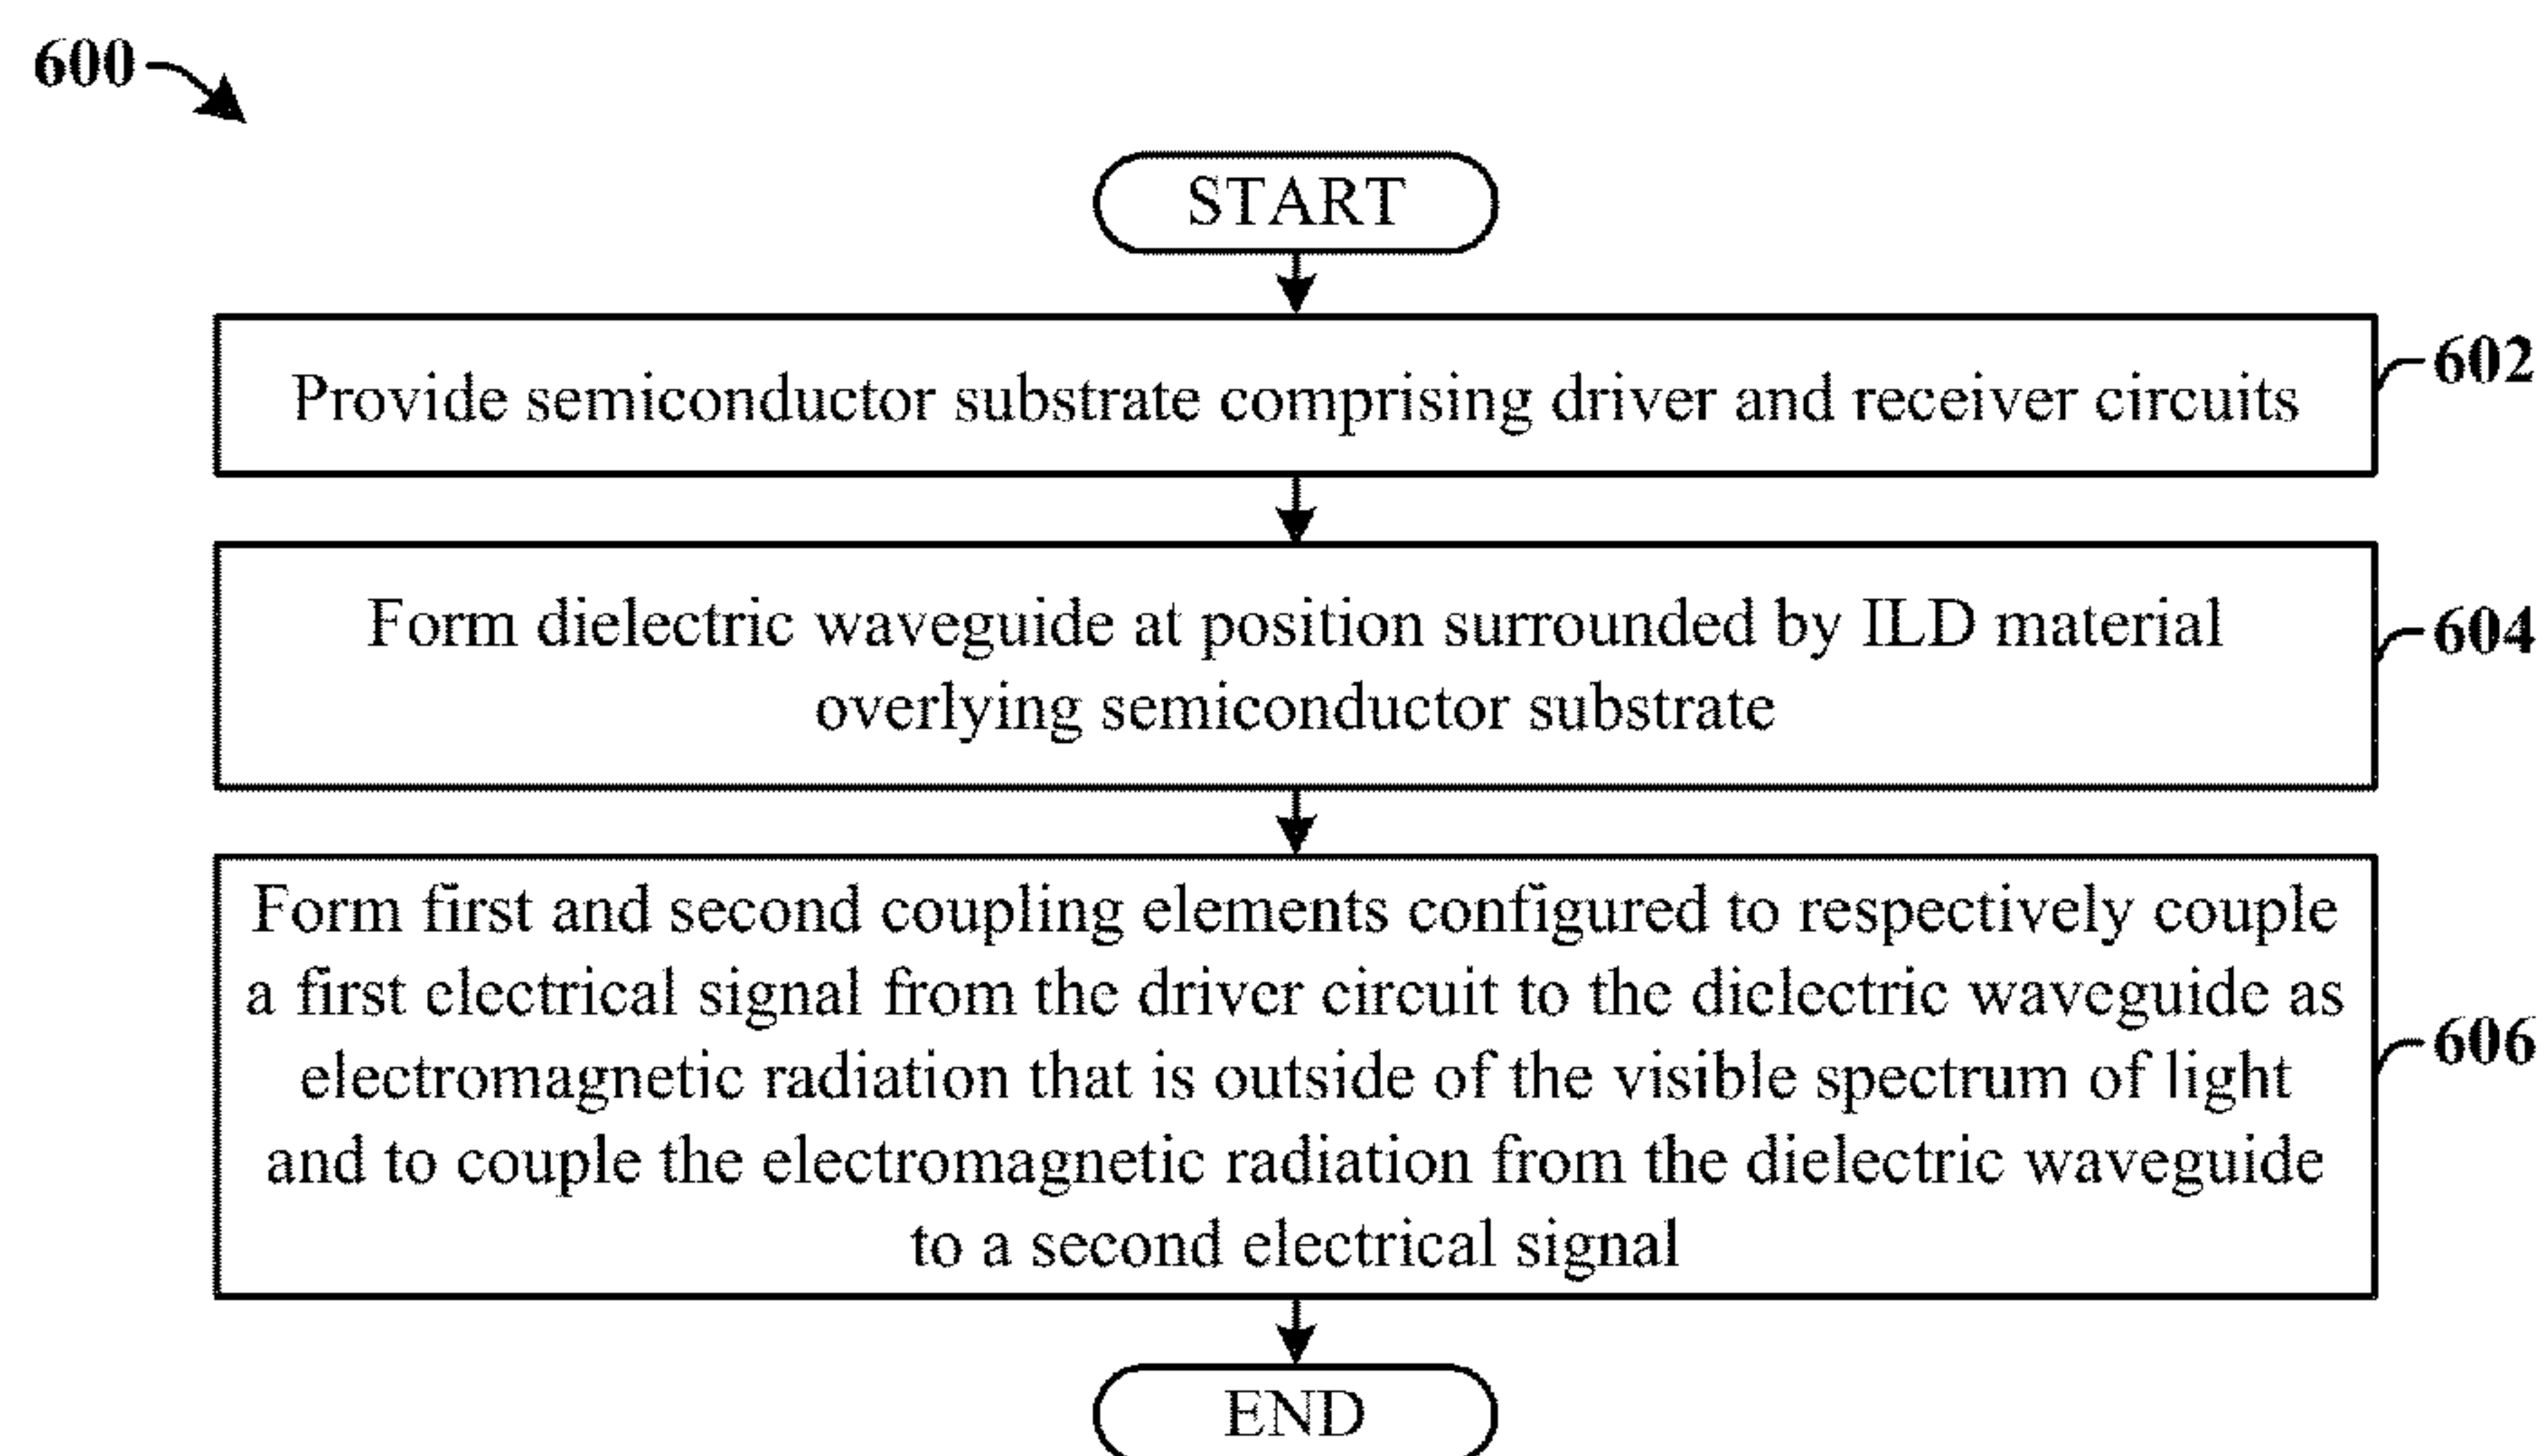 600
START
Provide semiconductor substrate comprising driver and receiver circuits
602
Form dielectric waveguide at position surrounded by ILD material
overlying semiconductor substrate
604
Form first and second coupling elements configured to respectively couple
a first electrical signal from the driver circuit to the dielectric waveguide as
electromagnetic radiation that is outside of the visible spectrum of light
and to couple the electromagnetic radiation from the dielectric waveguide
to a second electrical signal
606
END